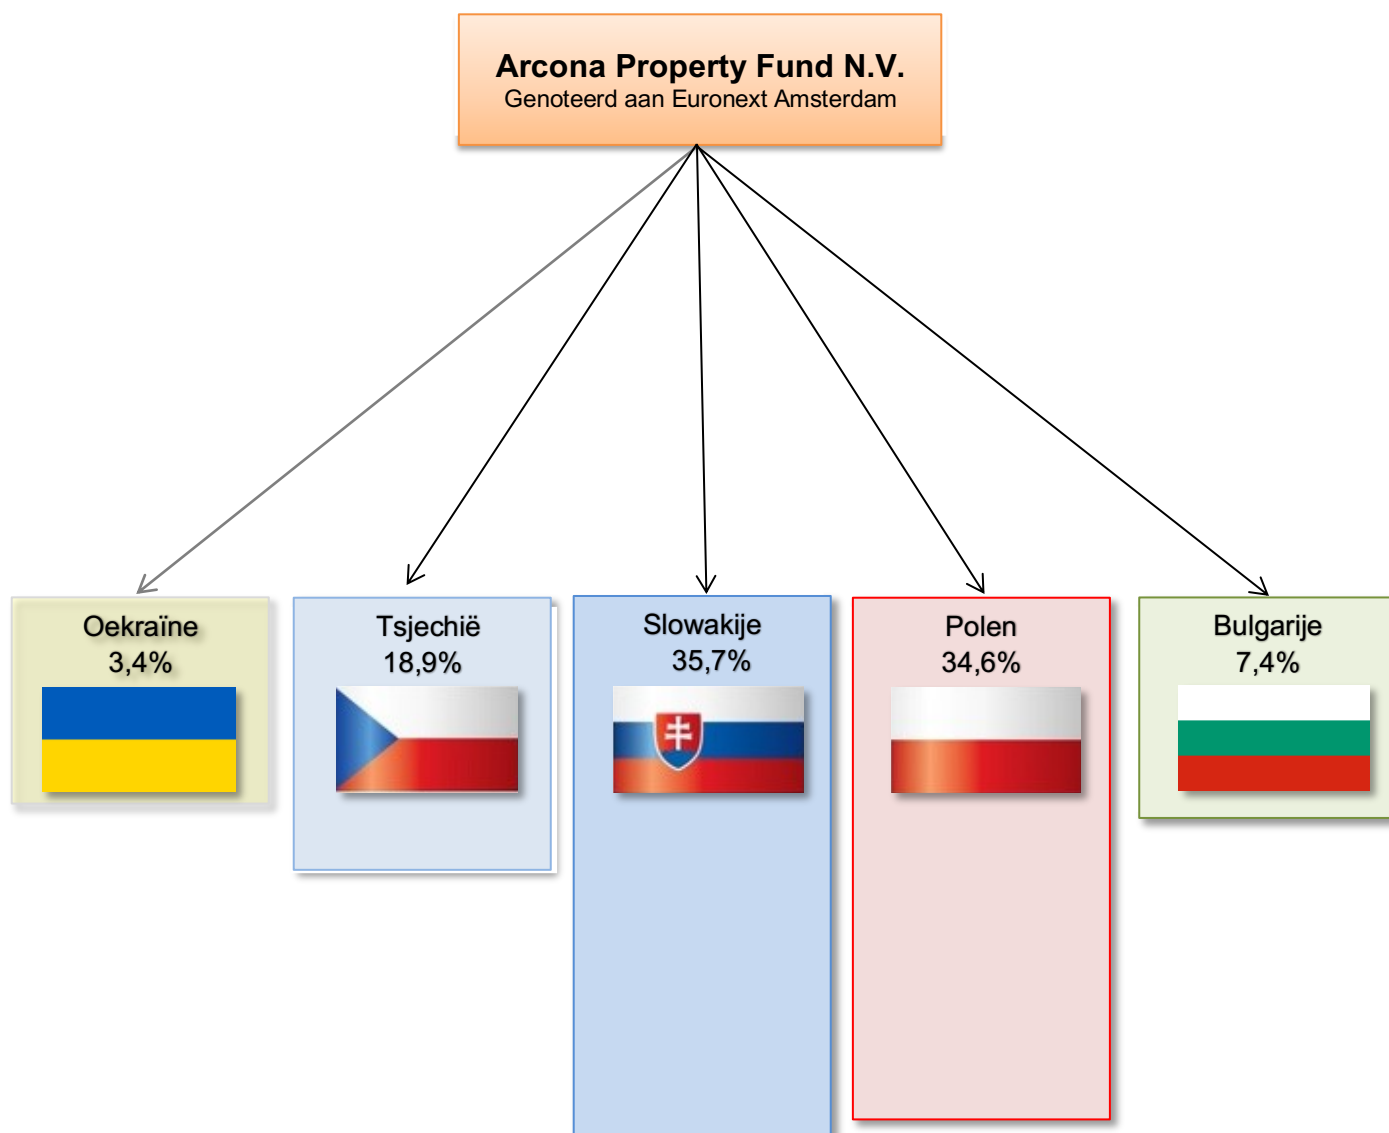 Arcona Property Fund N.V.
Genoteerd aan Euronext Amsterdam
Oekraïne
3,4%
Tsjechië
18,9%
Slowakije
35,7%
Polen
34,6%
Bulgarije
7,4%